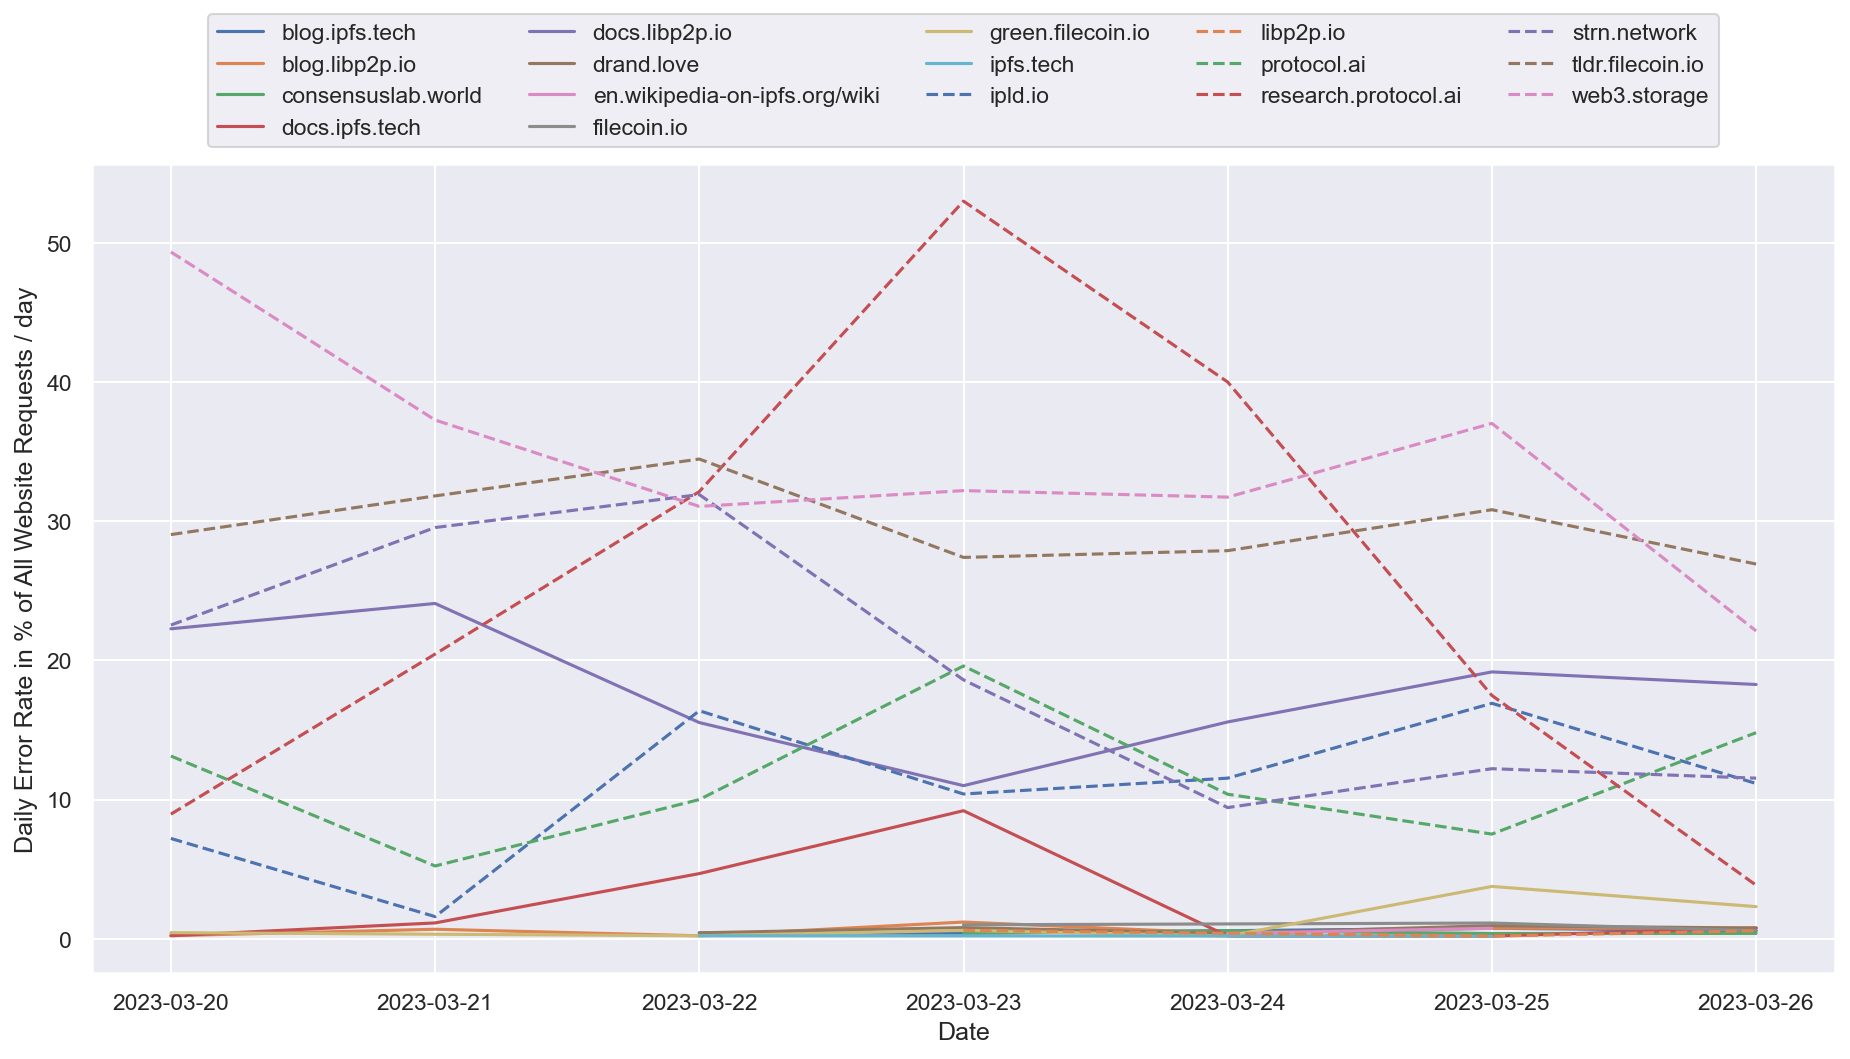 blog.ipfs.tech
blog.libp2p.io
consensuslab.world
docs.ipfs.tech
docs.libp2p.io
drand.love
en.wikipedia-on-ipfs.org/wiki
filecoin.io
green.filecoin.io
ipfs.tech
ipld.io
libp2p.io
protocol.ai
research.protocol.ai
strn.network
tldr.filecoin.io
web3.storage
Daily Error Rate in % of All Website Requests / day
50
40
30
20
10
0
2023-03-20
2023-03-21
2023-03-22
2023-03-23
2023-03-24
2023-03-25
2023-03-26
Date